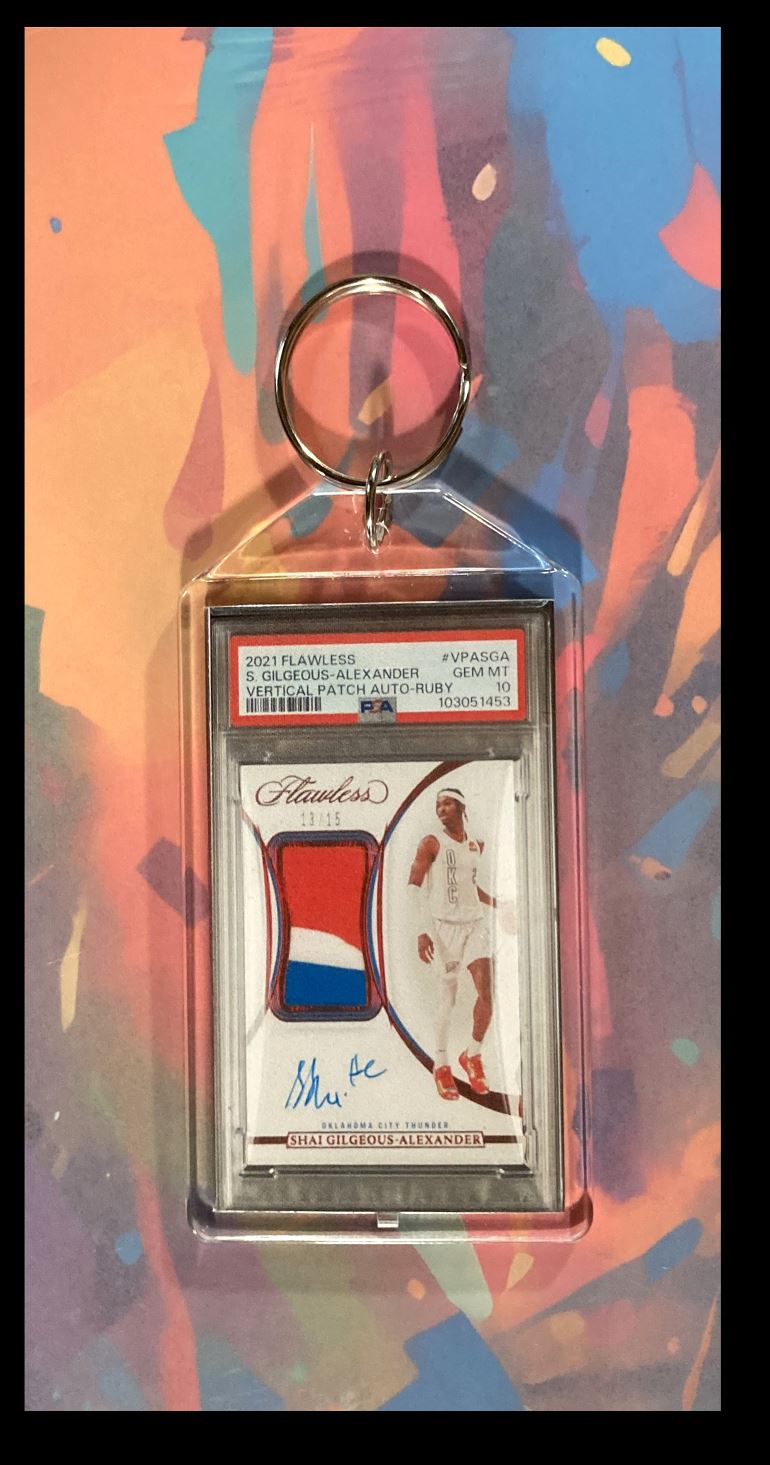 2021 FLAWLESS #VPASGA
S. GILGEOUS-ALEXANDER GEM MT
VERTICAL PATCH AUTO-RUBY 10
PSA 103051453
Flawless
13/15
OKC
OKLAHOMA CITY THUNDER
SHAI GILGEOUS-ALEXANDER